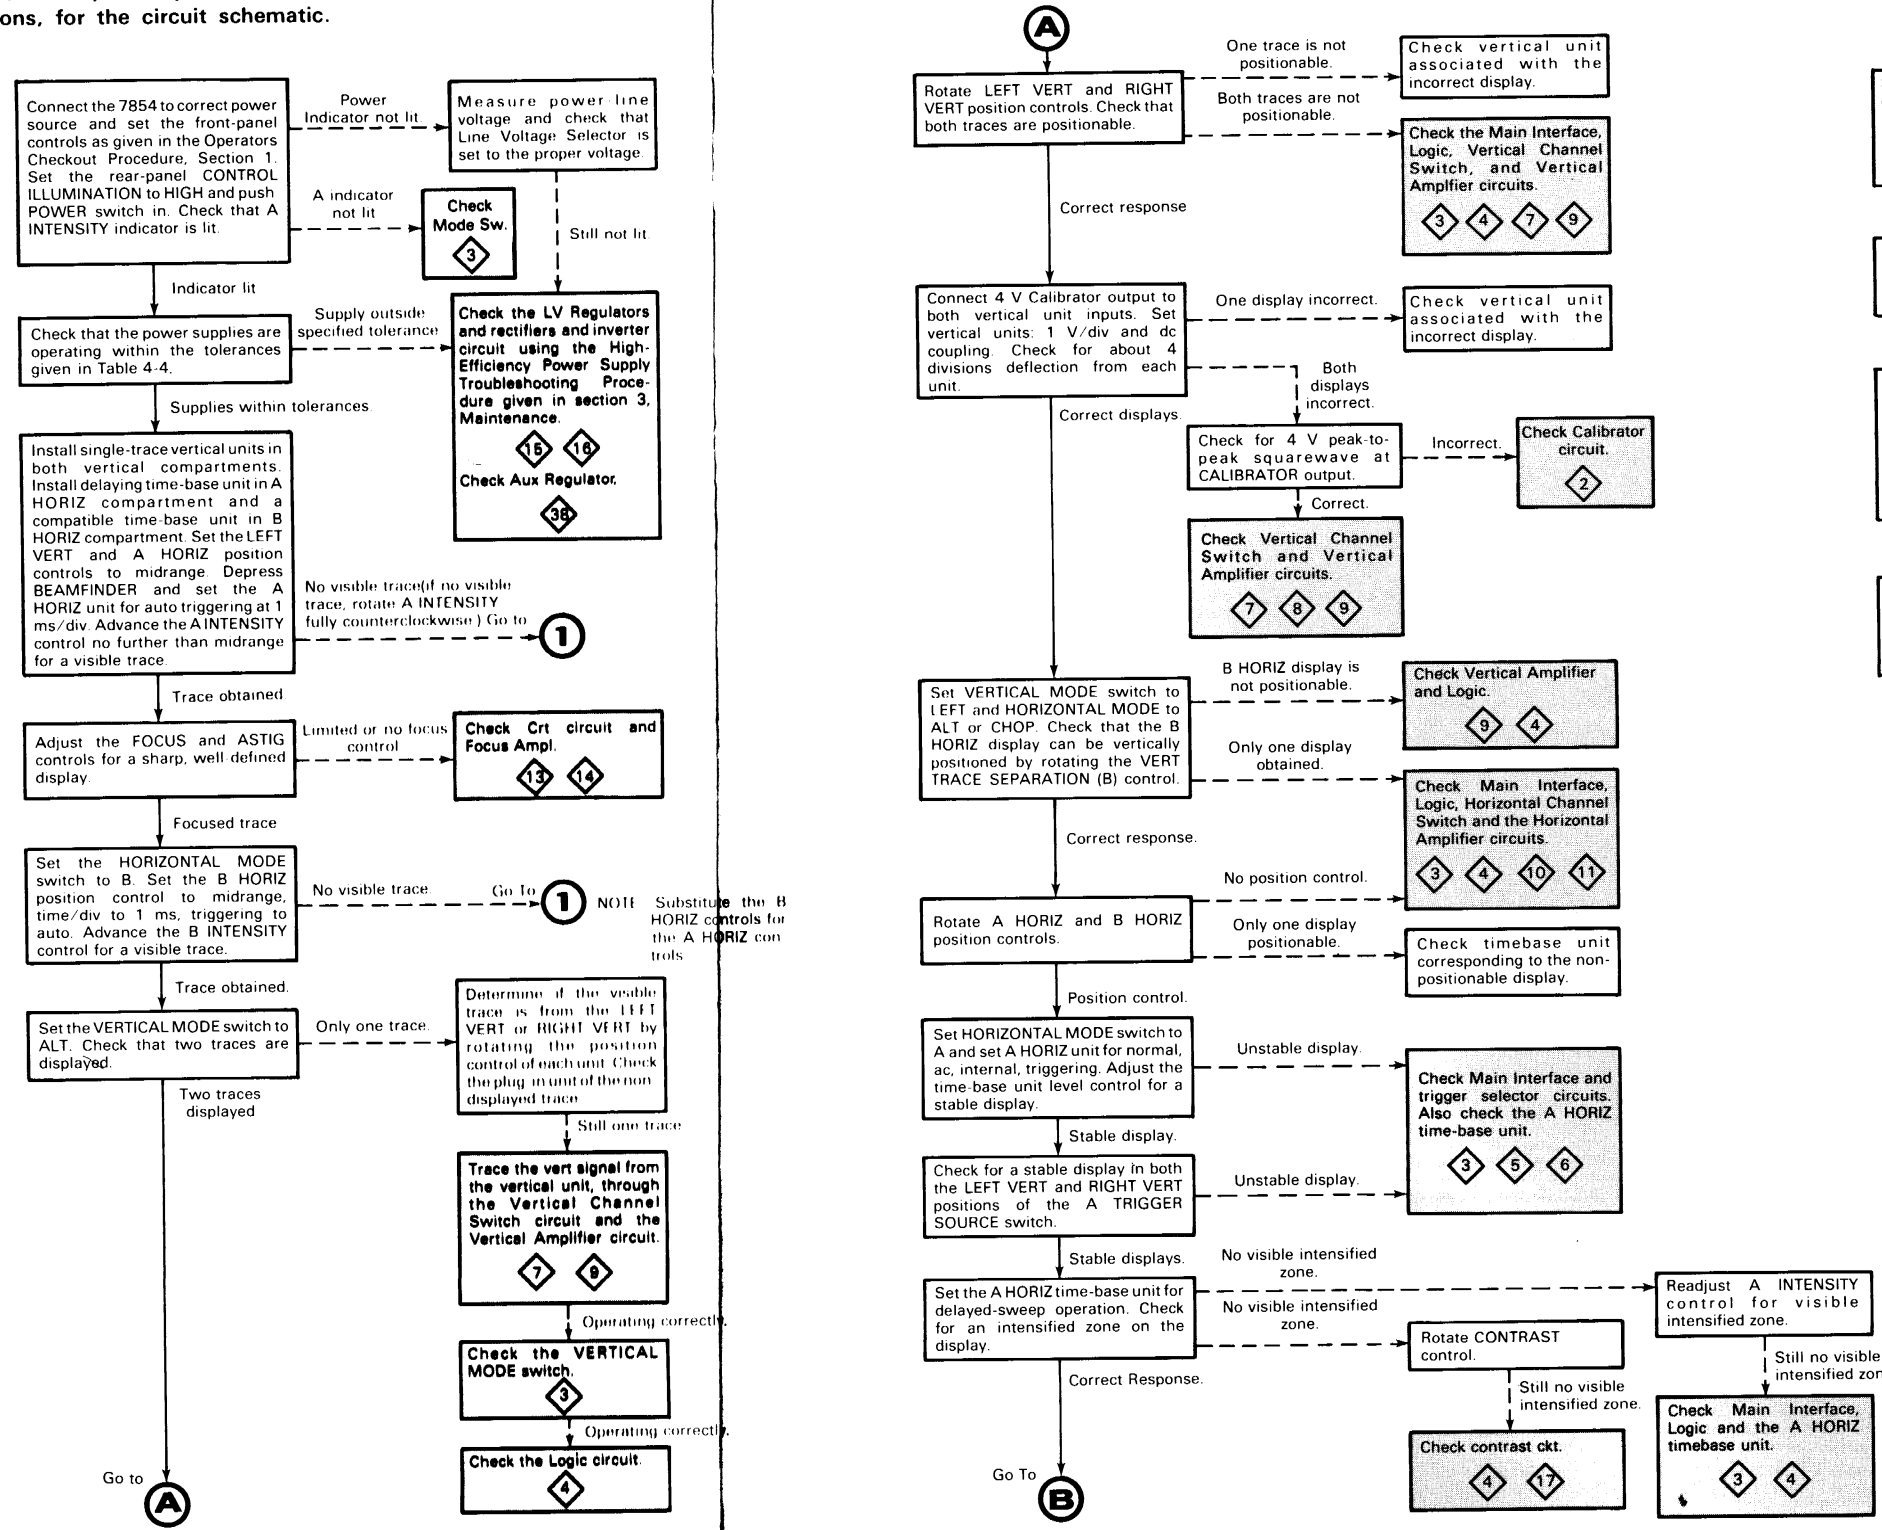 ons, for the circuit schematic.
Connect the 7854 to correct power
source and set the front-panel
controls as given in the Operators
Checkout Procedure, Section 1.
Set the rear-panel CONTROL
ILLUMINATION to HIGH and push
POWER switch in. Check that A
INTENSITY indicator is lit.
Power
Indicator not lit.
Measure power line
voltage and check that
Line Voltage Selector is
set to the proper voltage.
A indicator
not lit
Check
Mode Sw.
3
Still not lit.
Indicator lit
Check that the power supplies are
operating within the tolerances
given in Table 4-4.
Supply outside
specified tolerance
Check the LV Regulators
and rectifiers and inverter
circuit using the High-
Efficiency Power Supply
Troubleshooting Proce-
dure given in section 3,
Maintenance.
15 16
Check Aux Regulator.
38
Supplies within tolerances.
Install single-trace vertical units in
both vertical compartments.
Install delaying time-base unit in A
HORIZ compartment and a
compatible time-base unit in B
HORIZ compartment. Set the LEFT
VERT and A HORIZ position
controls to midrange. Depress
BEAMFINDER and set the A
HORIZ unit for auto triggering at 1
ms/div. Advance the A INTENSITY
control no further than midrange
for a visible trace.
No visible trace(if no visible
trace, rotate A INTENSITY
fully counterclockwise.) Go to
1
Trace obtained
Adjust the FOCUS and ASTIG
controls for a sharp, well-defined
display.
Limited or no focus
control
Check Crt circuit and
Focus Ampl.
13 14
Focused trace
Set the HORIZONTAL MODE
switch to B. Set the B HORIZ
position control to midrange,
time/div to 1 ms, triggering to
auto. Advance the B INTENSITY
control for a visible trace.
No visible trace. Go To
1
NOTE Substitute the B
HORIZ controls for
the A HORIZ con
trols
Trace obtained.
Set the VERTICAL MODE switch to
ALT. Check that two traces are
displayed.
Only one trace.
Determine if the visible
trace is from the LEFT
VERT or RIGHT VERT by
rotating the position
control of each unit. Check
the plug-in unit of the non
displayed trace
Two traces
displayed
Still one trace
Trace the vert signal from
the vertical unit, through
the Vertical Channel
Switch circuit and the
Vertical Amplifier circuit.
7 9
Operating correctly.
Check the VERTICAL
MODE switch.
3
Operating correctly.
Check the Logic circuit.
4
Go to
A
A
Rotate LEFT VERT and RIGHT
VERT position controls. Check that
both traces are positionable.
One trace is not
positionable.
Check vertical unit
associated with the
incorrect display.
Both traces are not
positionable.
Check the Main Interface,
Logic, Vertical Channel
Switch, and Vertical
Amplfier circuits.
3 4 7 9
Correct response
Connect 4 V Calibrator output to
both vertical unit inputs. Set
vertical units: 1 V/div and dc
coupling. Check for about 4
divisions deflection from each
unit.
One display incorrect.
Check vertical unit
associated with the
incorrect display.
Both
displays
incorrect.
Correct displays.
Check for 4 V peak-to-
peak squarewave at
CALIBRATOR output.
Incorrect.
Check Calibrator
circuit.
2
Correct.
Check Vertical Channel
Switch and Vertical
Amplifier circuits.
7 8 9
Set VERTICAL MODE switch to
LEFT and HORIZONTAL MODE to
ALT or CHOP. Check that the B
HORIZ display can be vertically
positioned by rotating the VERT
TRACE SEPARATION (B) control.
B HORIZ display is
not positionable.
Check Vertical Amplifier
and Logic.
9 4
Only one display
obtained.
Check Main Interface,
Logic, Horizontal Channel
Switch and the Horizontal
Amplifier circuits.
3 4 10 11
Correct response.
No position control.
Rotate A HORIZ and B HORIZ
position controls.
Only one display
positionable.
Check timebase unit
corresponding to the non-
positionable display.
Position control.
Set HORIZONTAL MODE switch to
A and set A HORIZ unit for normal,
ac, internal, triggering. Adjust the
time-base unit level control for a
stable display.
Unstable display.
Check Main Interface and
trigger selector circuits.
Also check the A HORIZ
time-base unit.
3 5 6
Stable display.
Check for a stable display in both
the LEFT VERT and RIGHT VERT
positions of the A TRIGGER
SOURCE switch.
Unstable display.
Stable displays.
No visible intensified
zone.
Set the A HORIZ time-base unit for
delayed-sweep operation. Check
for an intensified zone on the
display.
Readjust A INTENSITY
control for visible
intensified zone.
No visible intensified
zone.
Rotate CONTRAST
control.
Still no visible
intensified zon
Correct Response.
Still no visible
intensified zone.
Check Main Interface,
Logic and the A HORIZ
timebase unit.
3 4
Check contrast ckt.
4 17
Go To
B